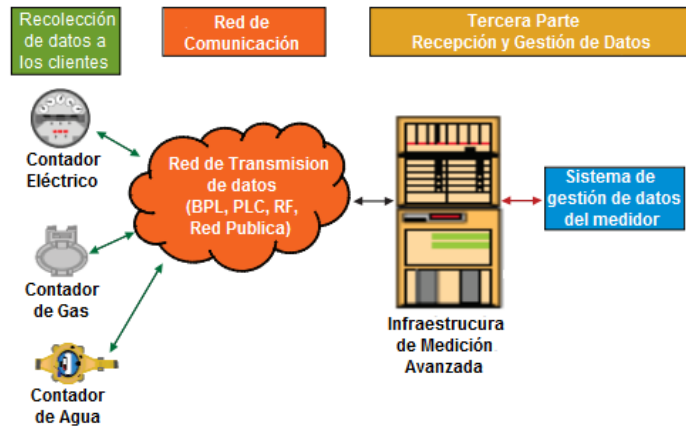 Recolección
de datos a
los clientes
Red de
Comunicación
Tercera Parte
Recepción y Gestión de Datos
Contador
Eléctrico
Contador
de Gas
Contador
de Agua
Red de Transmision
de datos
(BPL, PLC, RF,
Red Publica)
Infraestrucura
de Medición
Avanzada
Sistema de
gestión de datos
del medidor